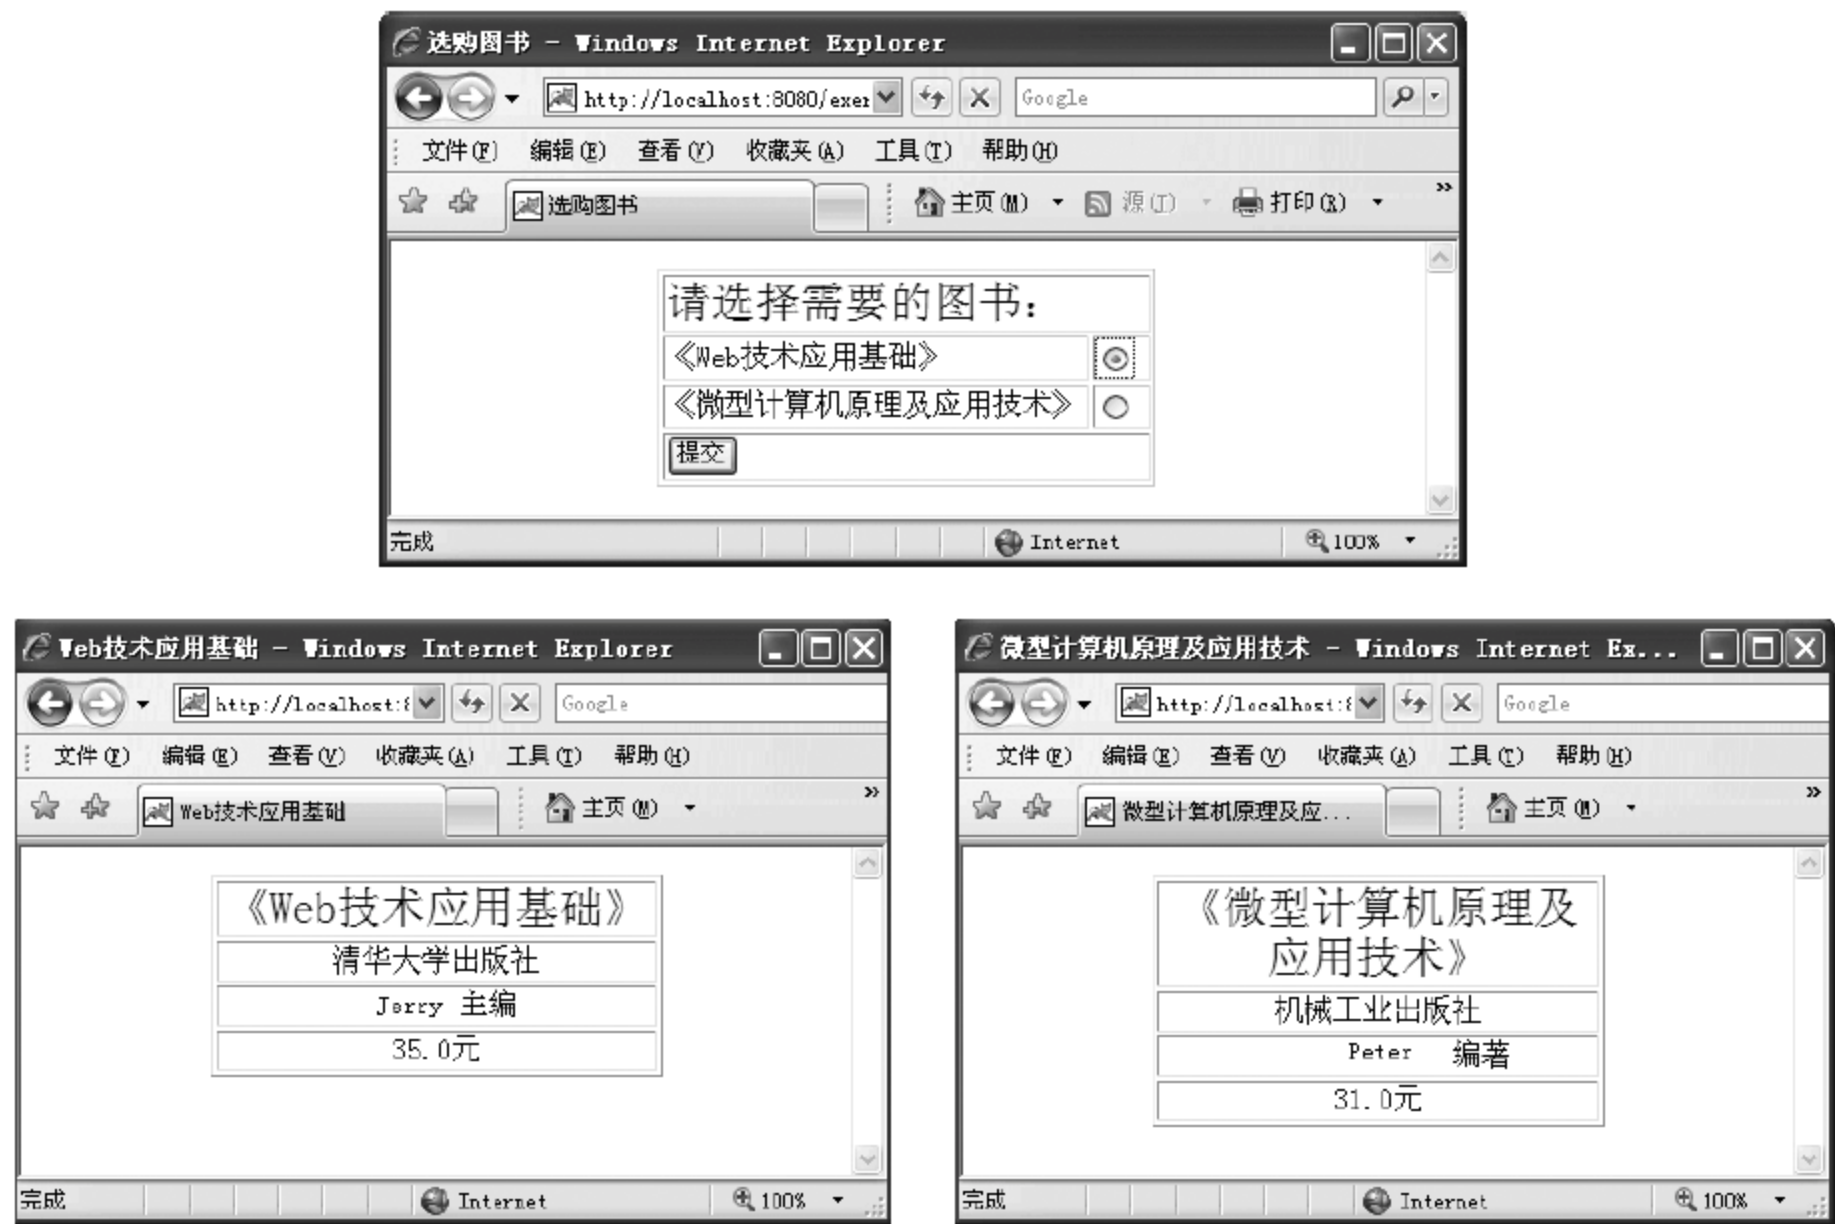 选购图书 - Windows Internet Explorer
http://localhost:8080/exer
Google
文件(F) 编辑(E) 查看(V) 收藏夹(A) 工具(T) 帮助(H)
选购图书
主页(M) 源(J) 打印(R) »
请选择需要的图书:
《Web技术应用基础》
《微型计算机原理及应用技术》
提交
完成 Internet 100%
Web技术应用基础 - Windows Internet Explorer
http://localhost:8
Google
文件(F) 编辑(E) 查看(V) 收藏夹(A) 工具(T) 帮助(H)
Web技术应用基础
主页(M) »
《Web技术应用基础》
清华大学出版社
Jerry 主编
35.0元
完成 Internet 100%
微型计算机原理及应用技术 - Windows Internet Ex...
http://localhost:8
Google
文件(F) 编辑(E) 查看(V) 收藏夹(A) 工具(T) 帮助(H)
微型计算机原理及应...
主页(M) »
《微型计算机原理及
应用技术》
机械工业出版社
Peter 编著
31.0元
完成 Internet 100%